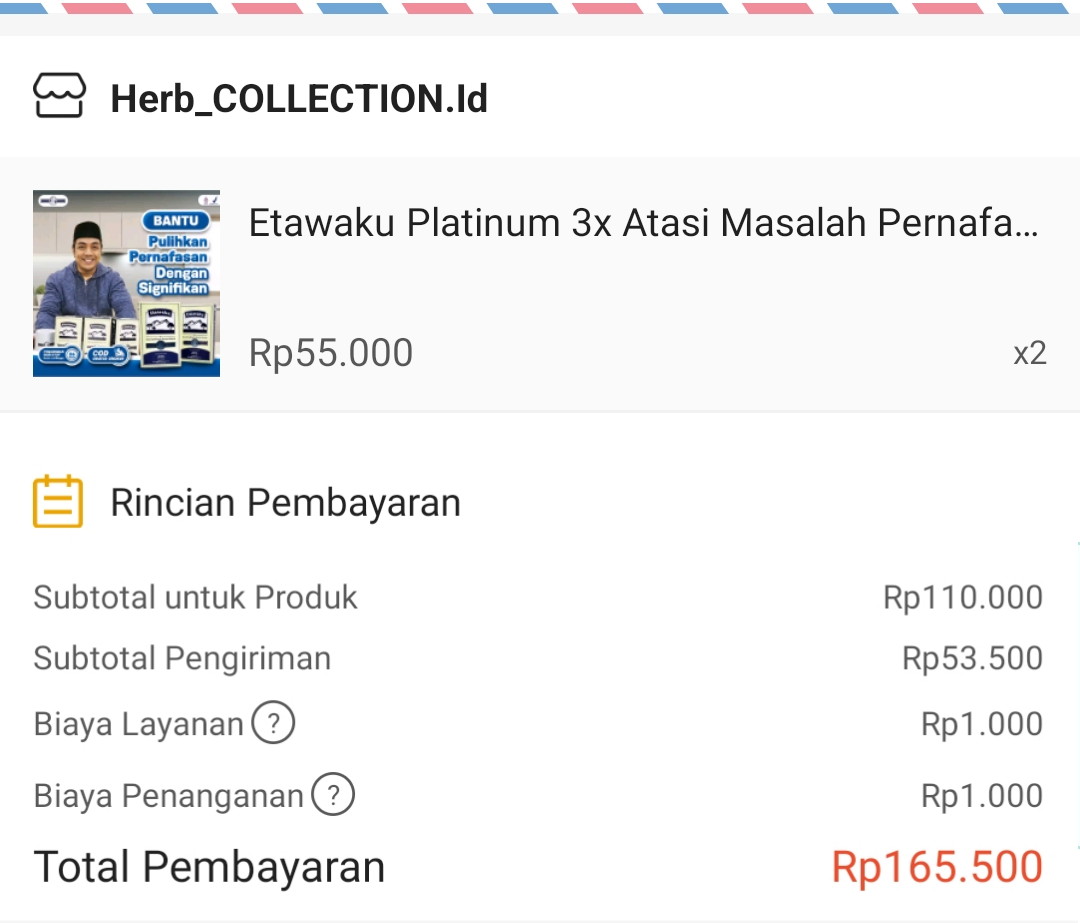 Herb_COLLECTION.Id
BANTU
Pulihkan
Pernafasan
Dengan
Signifikan
COD
Etawaku Platinum 3x Atasi Masalah Pernafa...
Rp55.000
x2
Rincian Pembayaran
Subtotal untuk Produk Rp110.000
Subtotal Pengiriman Rp53.500
Biaya Layanan ? Rp1.000
Biaya Penanganan ? Rp1.000
Total Pembayaran Rp165.500